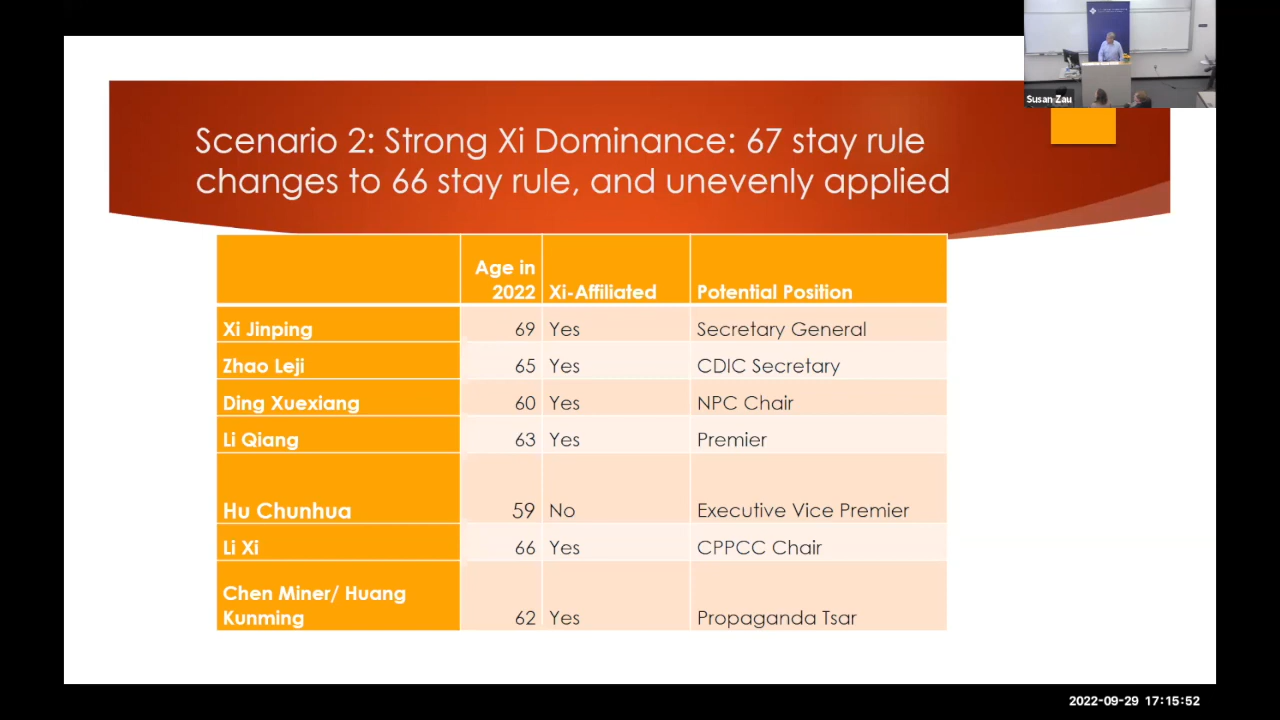 Susan Zau
Scenario 2: Strong Xi Dominance: 67 stay rule
changes to 66 stay rule, and unevenly applied
Age in
2022 Xi-Affiliated Potential Position
Xi Jinping 69 Yes Secretary General
Zhao Leji 65 Yes CDIC Secretary
Ding Xuexiang 60 Yes NPC Chair
Li Qiang 63 Yes Premier
Hu Chunhua 59 No Executive Vice Premier
Li Xi 66 Yes CPPCC Chair
Chen Miner/ Huang
Kunming 62 Yes Propaganda Tsar
2022-09-29 17:15:52